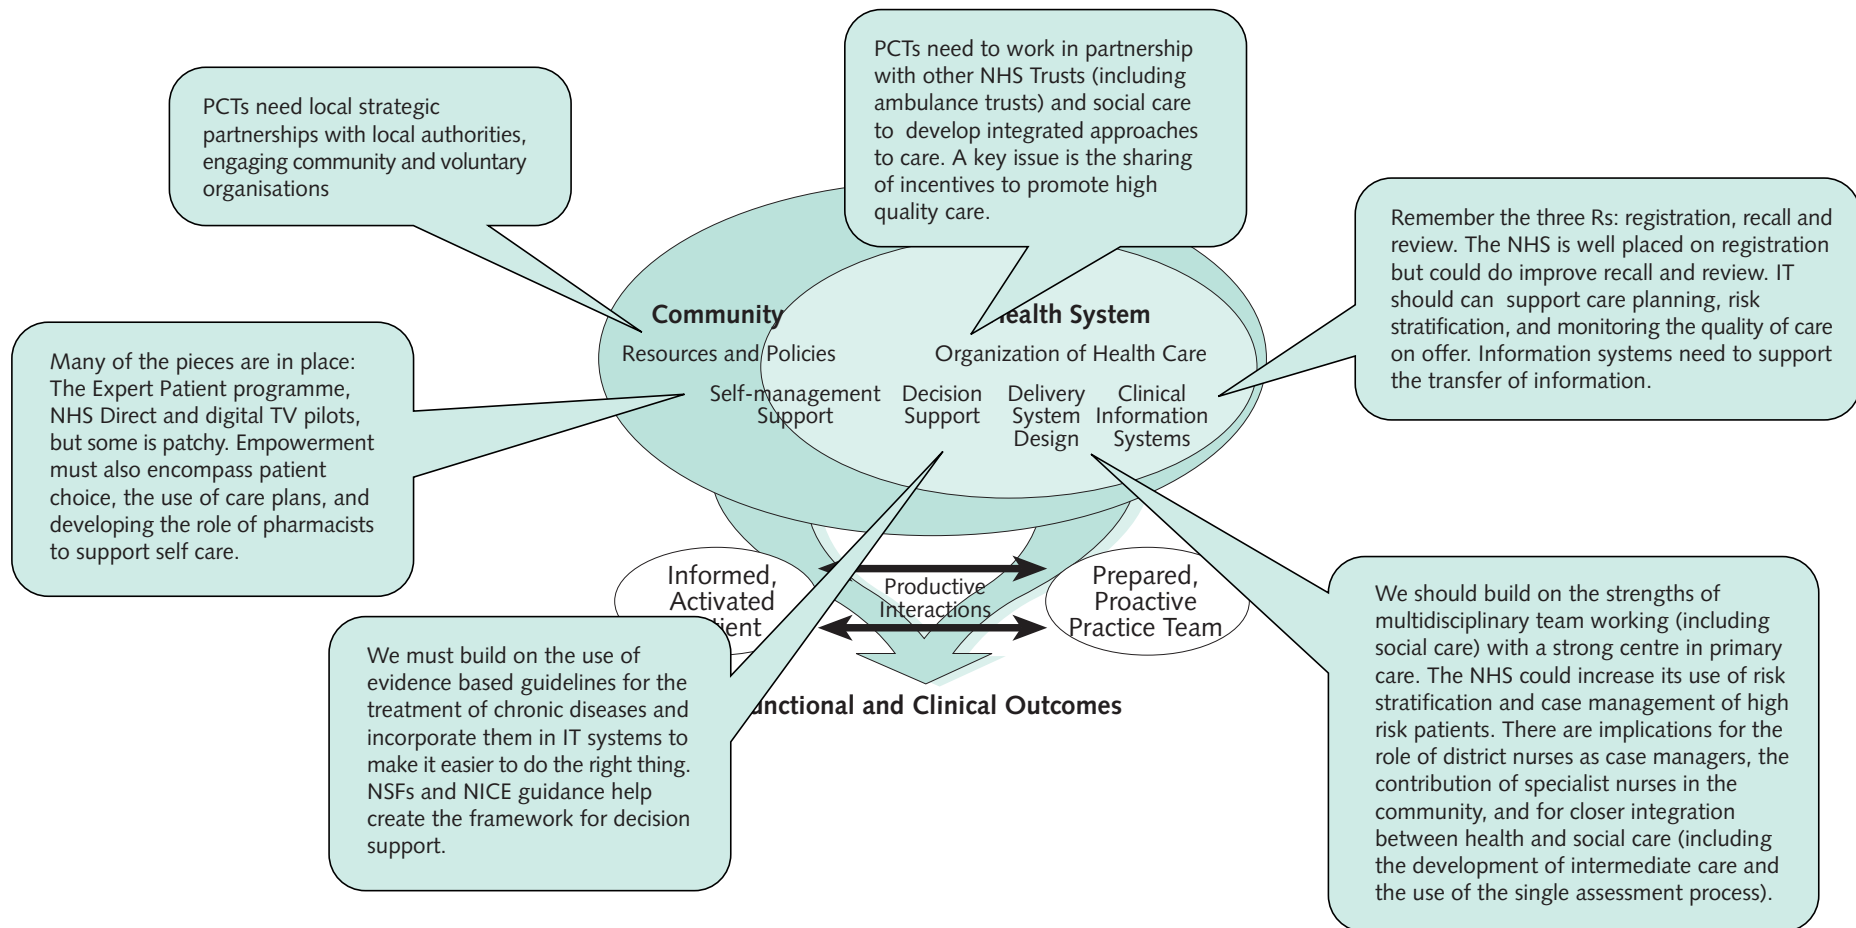 PCTs need to work in partnership
with other NHS Trusts (including
ambulance trusts) and social care
to  develop integrated approaches
to care. A key issue is the sharing
of incentives to promote high
quality care.
PCTs need local strategic
partnerships with local authorities,
engaging community and voluntary
organisations
Remember the three Rs: registration, recall and
review. The NHS is well placed on registration
but could do improve recall and review. IT
should can  support care planning, risk
stratification, and monitoring the quality of care
on offer. Information systems need to support
the transfer of information.
Community
ealth System
Resources and Policies
Organization of Health Care
Self-management
Support
Decision
Support
Delivery
System
Design
Clinical
Information
Systems
Many of the pieces are in place:
The Expert Patient programme,
NHS Direct and digital TV pilots,
but some is patchy. Empowerment
must also encompass patient
choice, the use of care plans, and
developing the role of pharmacists
to support self care.
Informed,
Activated
tient
Productive
Interactions
Prepared,
Proactive
Practice Team
We must build on the use of
evidence based guidelines for the
treatment of chronic diseases and
incorporate them in IT systems to
make it easier to do the right thing.
NSFs and NICE guidance help
create the framework for decision
support.
unctional and Clinical Outcomes
We should build on the strengths of
multidisciplinary team working (including
social care) with a strong centre in primary
care. The NHS could increase its use of risk
stratification and case management of high
risk patients. There are implications for the
role of district nurses as case managers, the
contribution of specialist nurses in the
community, and for closer integration
between health and social care (including
the development of intermediate care and
the use of the single assessment process).